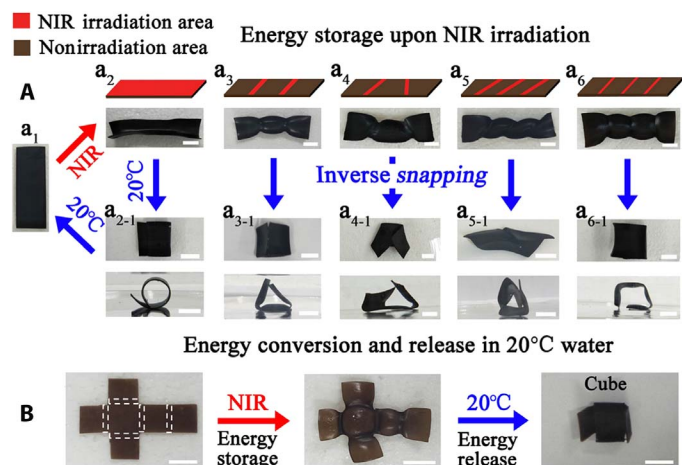 NIR irradiation area
Nonirradiation area
Energy storage upon NIR irradiation
A
a1
a2
a3
a4
a5
a6
NIR
20℃
20℃
Inverse snapping
a2-1
a3-1
a4-1
a5-1
a6-1
Energy conversion and release in 20°C water
B
NIR
Energy
storage
20℃
Energy
release
Cube